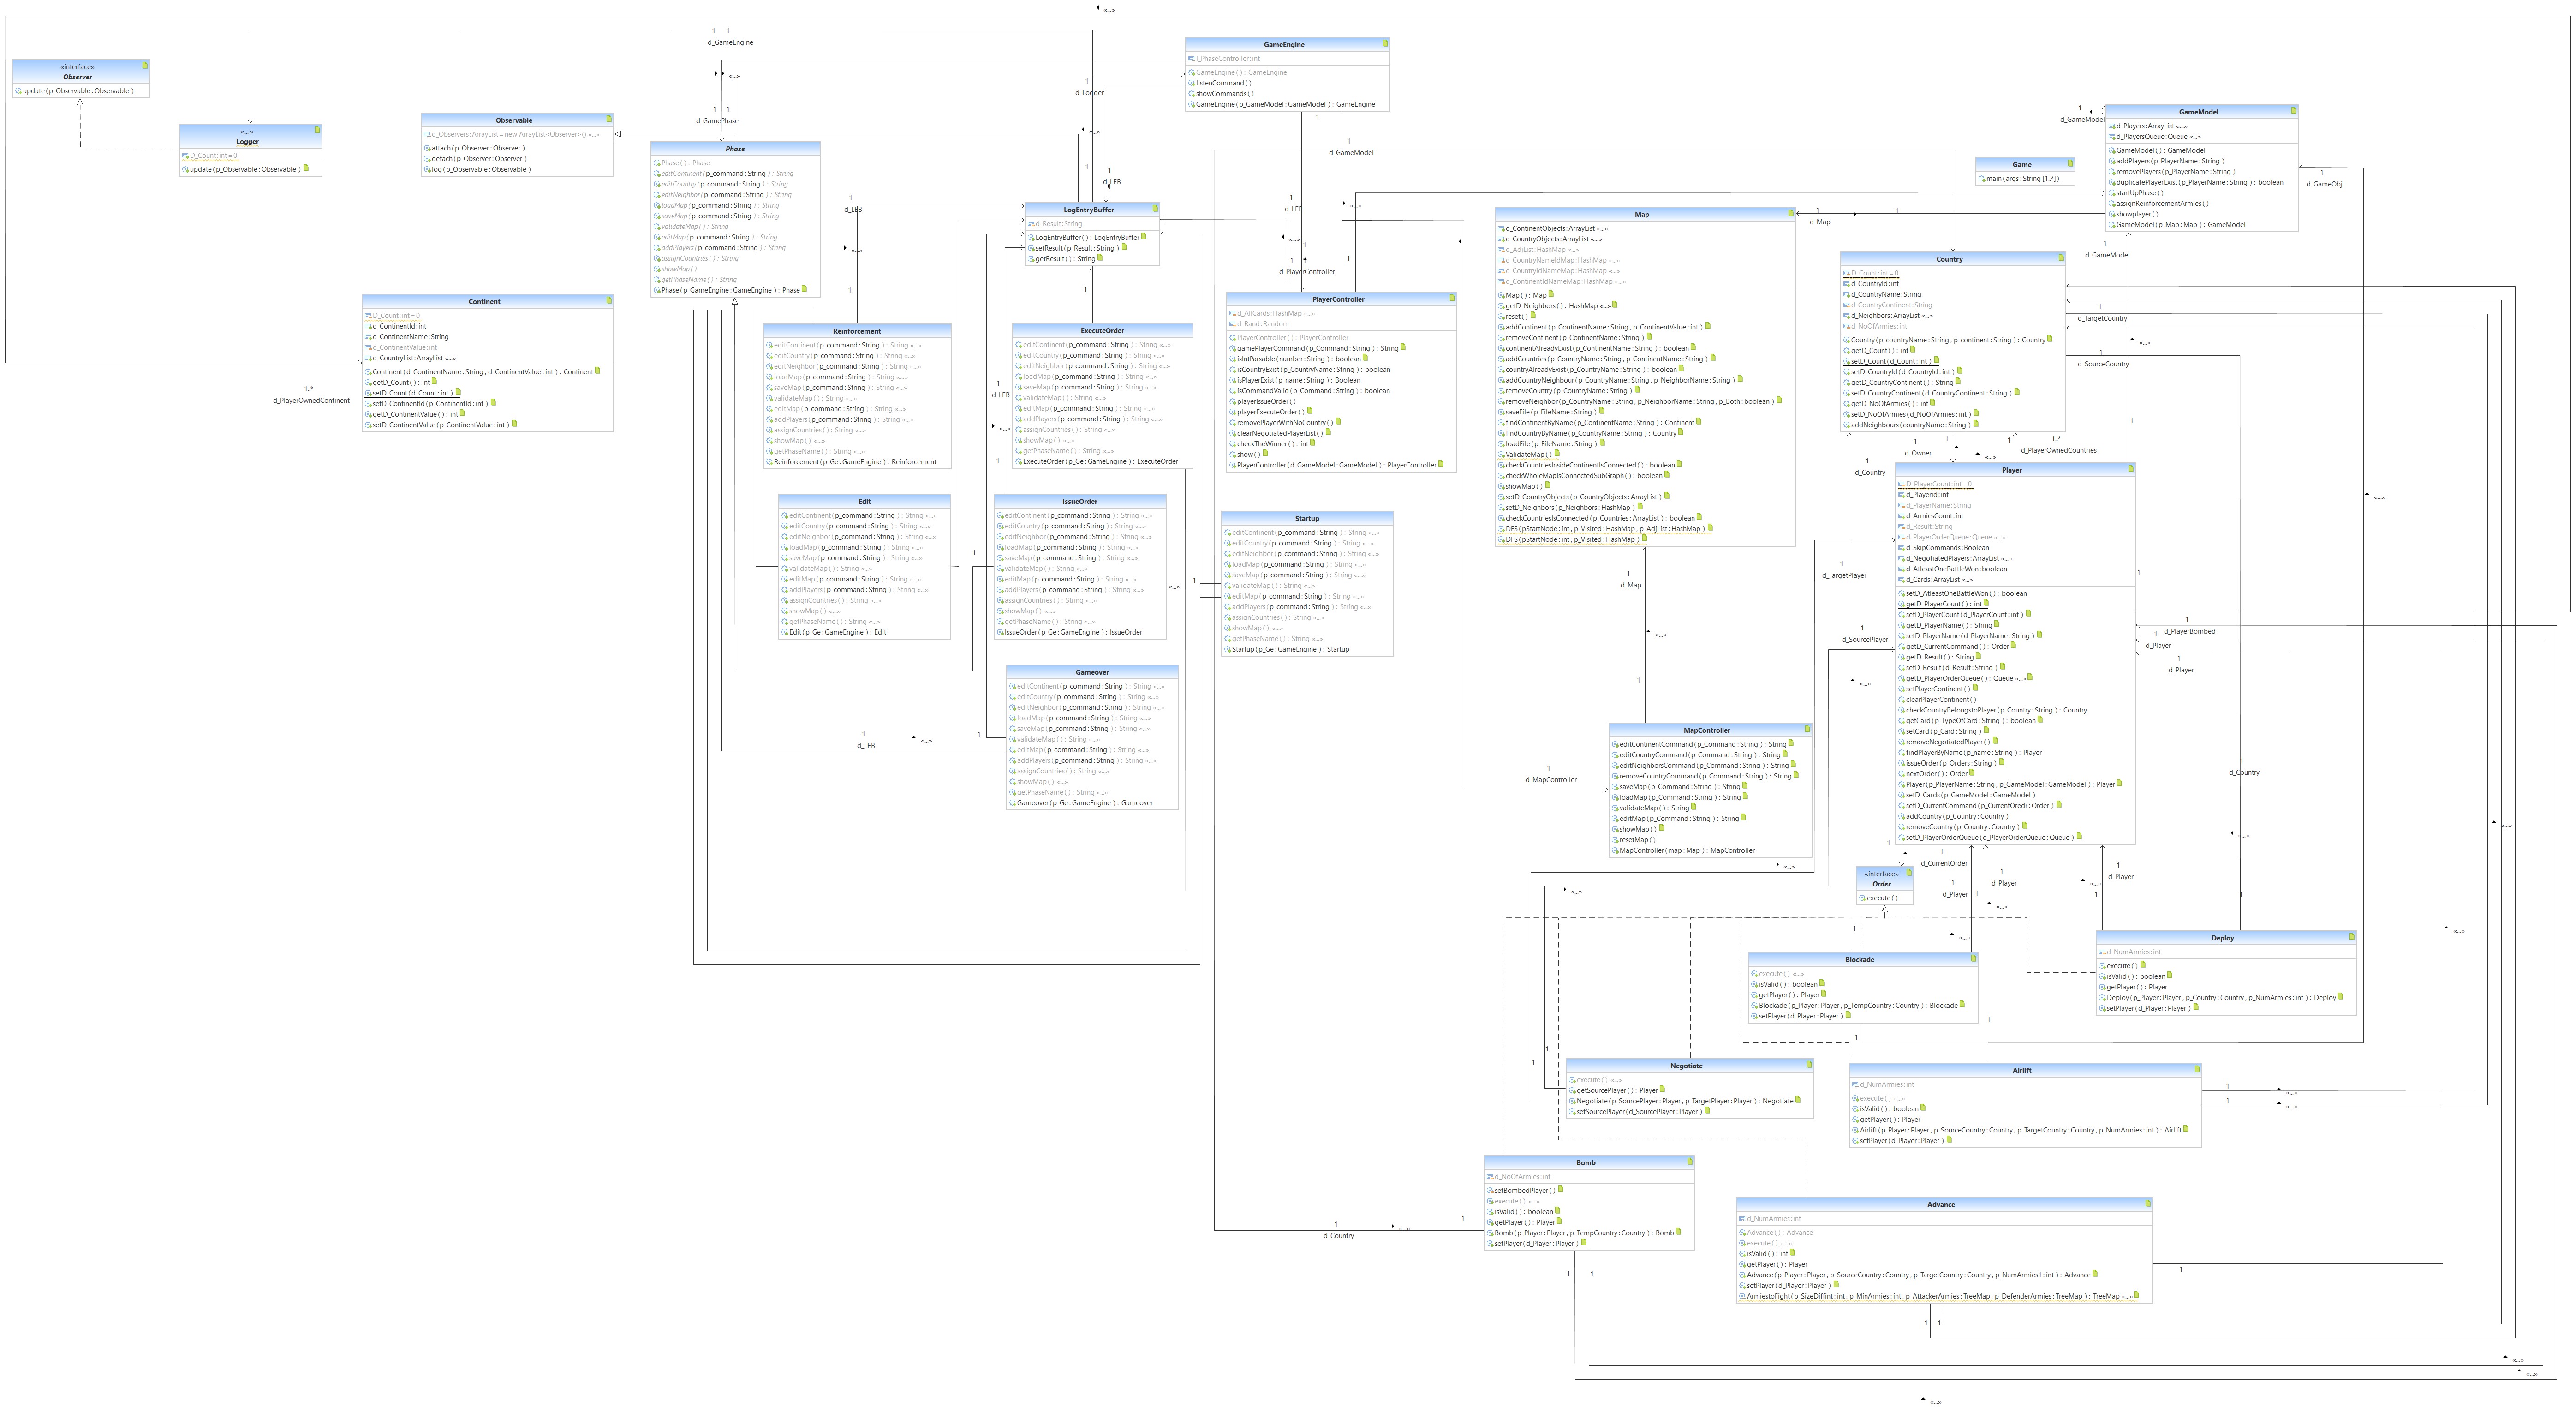 «...»
d_GameEngine
1 1
GameEngine
l_PhaseController:int
GameEngine(): GameEngine
listenCommand()
showCommands()
GameEngine(p_GameModel:GameModel): GameEngine
«interface»
Observer
update(p_Observable:Observable)
«...»
Logger
D_Count:int=0
update(p_Observable:Observable)
Observable
d_Observers:ArrayList=new ArrayList<Observer>() «...»
attach(p_Observer:Observer)
detach(p_Observer:Observer)
log(p_Observable:Observable)
d_GamePhase
d_Logger
Phase
Phase(): Phase
editContinent(p_command:String): String
editCountry(p_command:String): String
editNeighbor(p_command:String): String
loadMap(p_command:String): String
saveMap(p_command:String): String
validateMap(): String
editMap(p_command:String): String
addPlayers(p_command:String): String
assignCountries(): String
showMap()
getPhaseName(): String
Phase(p_GameEngine:GameEngine): Phase
d_LEB
LogEntryBuffer
d_Result:String
LogEntryBuffer(): LogEntryBuffer
setResult(p_Result:String)
getResult(): String
d_GameModel
GameModel
d_Players:ArrayList «...»
d_PlayersQueue:Queue «...»
GameModel(): GameModel
addPlayers(p_PlayerName:String)
removePlayers(p_PlayerName:String)
duplicatePlayerExist(p_PlayerName:String): boolean
startUpPhase()
assignReinforcementArmies()
showplayer()
GameModel(p_Map:Map): GameModel
Game
main(args:String[1..*])
d_GameModel
d_GameObj
d_LEB
d_LEB
d_Map
d_GameModel
d_PlayerController
Continent
D_Count:int=0
d_ContinentId:int
d_ContinentName:String
d_ContinentValue:int
d_CountryList:ArrayList «...»
Continent(d_ContinentName:String, d_ContinentValue:int): Continent
getD_Count(): int
setD_Count(d_Count:int)
setD_ContinentId(p_ContinentId:int)
getD_ContinentValue(): int
setD_ContinentValue(p_ContinentValue:int)
1..*
d_PlayerOwnedContinent
Reinforcement
editContinent(p_command:String): String «...»
editCountry(p_command:String): String «...»
editNeighbor(p_command:String): String «...»
loadMap(p_command:String): String «...»
saveMap(p_command:String): String «...»
validateMap(): String «...»
editMap(p_command:String): String «...»
addPlayers(p_command:String): String «...»
assignCountries(): String «...»
showMap() «...»
getPhaseName(): String «...»
Reinforcement(p_Ge:GameEngine): Reinforcement
d_LEB
ExecuteOrder
editContinent(p_command:String): String «...»
editCountry(p_command:String): String «...»
editNeighbor(p_command:String): String «...»
loadMap(p_command:String): String «...»
saveMap(p_command:String): String «...»
validateMap(): String «...»
editMap(p_command:String): String «...»
addPlayers(p_command:String): String «...»
assignCountries(): String «...»
showMap() «...»
getPhaseName(): String «...»
ExecuteOrder(p_Ge:GameEngine): ExecuteOrder
PlayerController
d_AllCards:HashMap «...»
d_Rand:Random
PlayerController(): PlayerController
gamePlayerCommand(p_Command:String): String
isIntParsable(number:String): boolean
isCountryExist(p_CountryName:String): boolean
isPlayerExist(p_name:String): Boolean
isCommandValid(p_Command:String): boolean
playerIssueOrder()
playerExecuteOrder()
removePlayerWithNoCountry()
clearNegotiatedPlayerList()
checkTheWinner(): int
show()
PlayerController(d_GameModel:GameModel): PlayerController
Map
d_ContinentObjects:ArrayList «...»
d_CountryObjects:ArrayList «...»
d_AdjList:HashMap «...»
d_CountryNameIdMap:HashMap «...»
d_CountryIdNameMap:HashMap «...»
d_ContinentIdNameMap:HashMap «...»
Map(): Map
getD_Neighbors(): HashMap «...»
reset()
addContinent(p_ContinentName:String, p_ContinentValue:int)
removeContinent(p_ContinentName:String)
continentAlreadyExist(p_ContinentName:String): boolean
addCountries(p_CountryName:String, p_ContinentName:String)
countryAlreadyExist(p_CountryName:String): boolean
addCountryNeighbour(p_CountryName:String, p_NeighborName:String)
removeCountry(p_CountryName:String)
removeNeighbor(p_CountryName:String, p_NeighborName:String, p_Both:boolean)
saveFile(p_FileName:String)
findContinentByName(p_ContinentName:String): Continent
findCountryByName(p_CountryName:String): Country
loadFile(p_FileName:String)
ValidateMap()
checkCountriesInsideContinentIsConnected(): boolean
checkWholeMapIsConnectedSubGraph(): boolean
showMap()
setD_CountryObjects(p_CountryObjects:ArrayList)
setD_Neighbors(p_Neighbors:HashMap)
checkCountriesIsConnected(p_Countries:ArrayList): boolean
DFS(pStartNode:int, p_Visited:HashMap, p_AdjList:HashMap)
DFS(pStartNode:int, p_Visited:HashMap)
Country
D_Count:int=0
d_CountryId:int
d_CountryName:String
d_CountryContinent:String
d_Neighbors:ArrayList «...»
d_NoOfArmies:int
Country(p_countryName:String, p_continent:String): Country
getD_Count(): int
setD_Count(d_Count:int)
setD_CountryId(d_CountryId:int)
getD_CountryContinent(): String
setD_CountryContinent(d_CountryContinent:String)
getD_NoOfArmies(): int
setD_NoOfArmies(d_NoOfArmies:int)
addNeighbours(countryName:String)
d_TargetCountry
d_SourceCountry
d_Owner
1..*
d_PlayerOwnedCountries
d_Country
Player
D_PlayerCount:int=0
d_Playerid:int
d_PlayerName:String
d_ArmiesCount:int
d_Result:String
d_PlayerOrderQueue:Queue «...»
d_SkipCommands:Boolean
d_NegotiatedPlayers:ArrayList «...»
d_AtleastOneBattleWon:boolean
d_Cards:ArrayList «...»
setD_AtleastOneBattleWon(): boolean
getD_PlayerCount(): int
setD_PlayerCount(d_PlayerCount:int)
getD_PlayerName(): String
setD_PlayerName(d_PlayerName:String)
getD_CurrentCommand(): Order
getD_Result(): String
setD_Result(d_Result:String)
getD_PlayerOrderQueue(): Queue «...»
setPlayerContinent()
clearPlayerContinent()
checkCountryBelongstoPlayer(p_Country:String): Country
getCard(p_TypeOfCard:String): boolean
setCard(p_Card:String)
removeNegotiatedPlayer()
findPlayerByName(p_name:String): Player
issueOrder(p_Orders:String)
nextOrder(): Order
Player(p_PlayerName:String, p_GameModel:GameModel): Player
setD_Cards(p_GameModel:GameModel)
setD_CurrentCommand(p_CurrentOredr:Order)
addCountry(p_Country:Country)
removeCountry(p_Country:Country)
setD_PlayerOrderQueue(d_PlayerOrderQueue:Queue)
Edit
editContinent(p_command:String): String «...»
editCountry(p_command:String): String «...»
editNeighbor(p_command:String): String «...»
loadMap(p_command:String): String «...»
saveMap(p_command:String): String «...»
validateMap(): String «...»
editMap(p_command:String): String «...»
addPlayers(p_command:String): String «...»
assignCountries(): String «...»
showMap() «...»
getPhaseName(): String «...»
Edit(p_Ge:GameEngine): Edit
IssueOrder
editContinent(p_command:String): String «...»
editCountry(p_command:String): String «...»
editNeighbor(p_command:String): String «...»
loadMap(p_command:String): String «...»
saveMap(p_command:String): String «...»
validateMap(): String «...»
editMap(p_command:String): String «...»
addPlayers(p_command:String): String «...»
assignCountries(): String «...»
showMap() «...»
getPhaseName(): String «...»
IssueOrder(p_Ge:GameEngine): IssueOrder
Startup
editContinent(p_command:String): String «...»
editCountry(p_command:String): String «...»
editNeighbor(p_command:String): String «...»
loadMap(p_command:String): String «...»
saveMap(p_command:String): String «...»
validateMap(): String «...»
editMap(p_command:String): String «...»
addPlayers(p_command:String): String «...»
assignCountries(): String «...»
showMap() «...»
getPhaseName(): String «...»
Startup(p_Ge:GameEngine): Startup
d_Map
d_TargetPlayer
d_SourcePlayer
d_PlayerBombed
d_Player
d_Player
Gameover
editContinent(p_command:String): String «...»
editCountry(p_command:String): String «...»
editNeighbor(p_command:String): String «...»
loadMap(p_command:String): String «...»
saveMap(p_command:String): String «...»
validateMap(): String «...»
editMap(p_command:String): String «...»
addPlayers(p_command:String): String «...»
assignCountries(): String «...»
showMap() «...»
getPhaseName(): String «...»
Gameover(p_Ge:GameEngine): Gameover
d_LEB
d_MapController
MapController
editContinentCommand(p_Command:String): String
editCountryCommand(p_Command:String): String
editNeighborsCommand(p_Command:String): String
removeCountryCommand(p_Command:String): String
saveMap(p_Command:String): String
loadMap(p_Command:String): String
validateMap(): String
editMap(p_Command:String): String
showMap()
resetMap()
MapController(map:Map): MapController
d_Country
«interface»
Order
execute()
d_CurrentOrder
d_Player
d_Player
d_Player
Deploy
d_NumArmies:int
execute()
isValid(): boolean
getPlayer(): Player
Deploy(p_Player:Player, p_Country:Country, p_NumArmies:int): Deploy
setPlayer(d_Player:Player)
Blockade
execute() «...»
isValid(): boolean
getPlayer(): Player
Blockade(p_Player:Player, p_TempCountry:Country): Blockade
setPlayer(d_Player:Player)
Negotiate
execute() «...»
getSourcePlayer(): Player
Negotiate(p_SourcePlayer:Player, p_TargetPlayer:Player): Negotiate
setSourcePlayer(d_SourcePlayer:Player)
Airlift
d_NumArmies:int
execute() «...»
isValid(): boolean
getPlayer(): Player
Airlift(p_Player:Player, p_SourceCountry:Country, p_TargetCountry:Country, p_NumArmies:int): Airlift
setPlayer(d_Player:Player)
Bomb
d_NoOfArmies:int
setBombedPlayer()
execute() «...»
isValid(): boolean
getPlayer(): Player
Bomb(p_Player:Player, p_TempCountry:Country): Bomb
setPlayer(d_Player:Player)
d_Country
Advance
d_NumArmies:int
Advance(): Advance
execute() «...»
isValid(): int
getPlayer(): Player
Advance(p_Player:Player, p_SourceCountry:Country, p_TargetCountry:Country, p_NumArmies1:int): Advance
setPlayer(d_Player:Player)
ArmiestoFight(p_SizeDiffint:int, p_MinArmies:int, p_AttackerArmies:TreeMap, p_DefenderArmies:TreeMap): TreeMap «...»